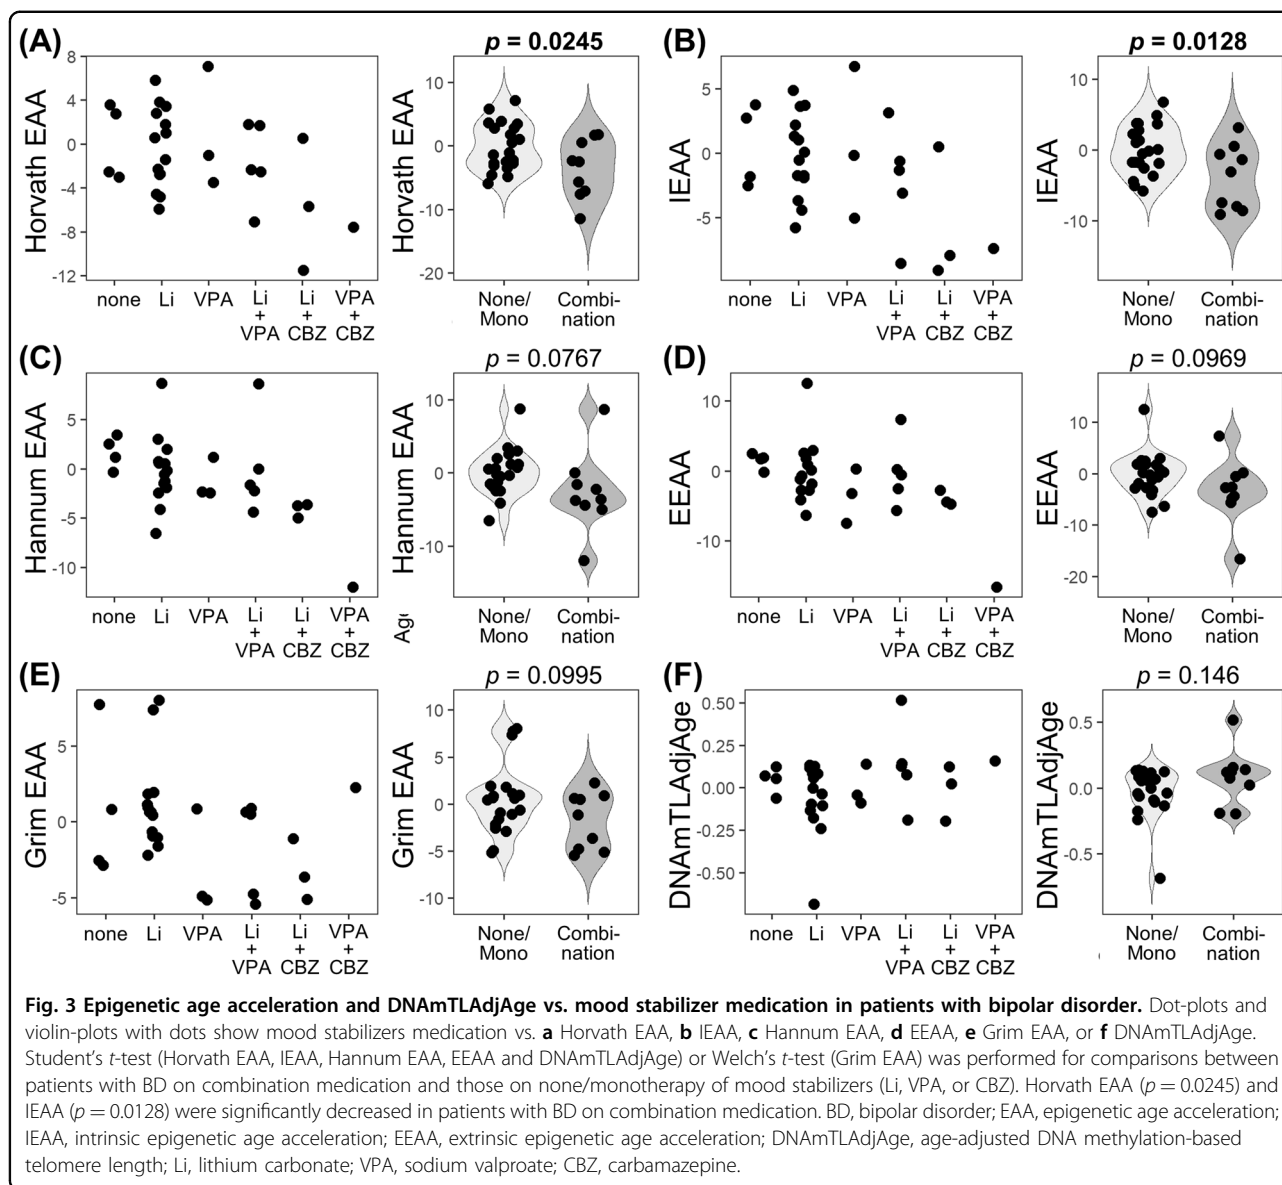 (A)
p = 0.0245
Horvath EAA
8
4
0
-4
-8
-12
none
Li
VPA
Li
+
VPA
Li
+
CBZ
VPA
+
CBZ
Horvath EAA
10
0
-10
-20
None/
Mono
Combi-
nation
(B)
p = 0.0128
IEAA
5
0
-5
none
Li
VPA
Li
+
VPA
Li
+
CBZ
VPA
+
CBZ
IEAA
10
0
-10
None/
Mono
Combi-
nation
(C)
p = 0.0767
Hannum EAA
5
0
-5
-10
none
Li
VPA
Li
+
VPA
Li
+
CBZ
VPA
+
CBZ
Hannum EAA
10
0
-10
None/
Mono
Combi-
nation
(D)
p = 0.0969
EEAA
10
0
-10
none
Li
VPA
Li
+
VPA
Li
+
CBZ
VPA
+
CBZ
EEAA
10
0
-10
-20
None/
Mono
Combi-
nation
(E)
p = 0.0995
Grim EAA
5
0
-5
none
Li
VPA
Li
+
VPA
Li
+
CBZ
VPA
+
CBZ
Grim EAA
10
5
0
-5
-10
None/
Mono
Combi-
nation
(F)
p = 0.146
DNAmTLAdjAge
0.50
0.25
0.00
-0.25
-0.50
none
Li
VPA
Li
+
VPA
Li
+
CBZ
VPA
+
CBZ
DNAmTLAdjAge
0.5
0.0
-0.5
None/
Mono
Combi-
nation
Fig. 3 Epigenetic age acceleration and DNAmTLAdjAge vs. mood stabilizer medication in patients with bipolar disorder. Dot-plots and
violin-plots with dots show mood stabilizers medication vs. a Horvath EAA, b IEAA, c Hannum EAA, d EEAA, e Grim EAA, or f DNAmTLAdjAge.
Student's t-test (Horvath EAA, IEAA, Hannum EAA, EEAA and DNAmTLAdjAge) or Welch's t-test (Grim EAA) was performed for comparisons between
patients with BD on combination medication and those on none/monotherapy of mood stabilizers (Li, VPA, or CBZ). Horvath EAA (p = 0.0245) and
IEAA (p = 0.0128) were significantly decreased in patients with BD on combination medication. BD, bipolar disorder; EAA, epigenetic age acceleration;
IEAA, intrinsic epigenetic age acceleration; EEAA, extrinsic epigenetic age acceleration; DNAmTLAdjAge, age-adjusted DNA methylation-based
telomere length; Li, lithium carbonate; VPA, sodium valproate; CBZ, carbamazepine.